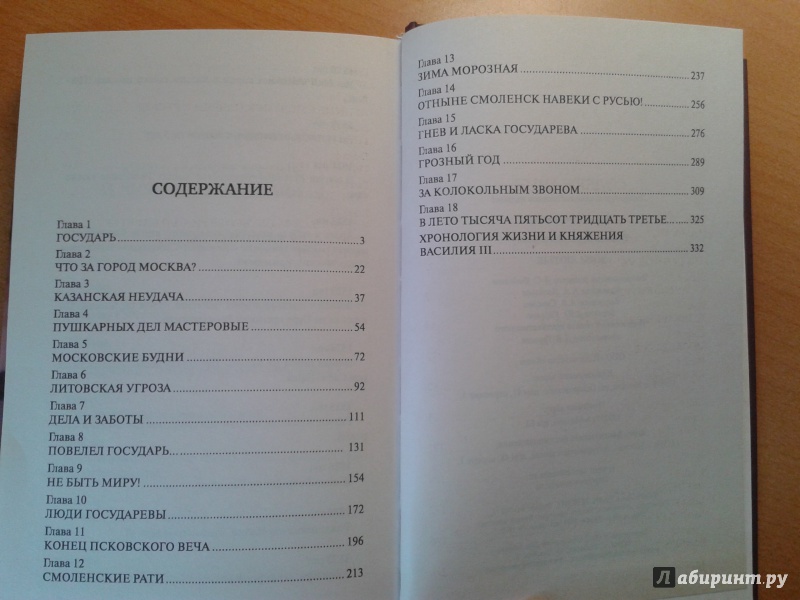 СОДЕРЖАНИЕ
Глава 1
ГОСУДАРЬ 3
Глава 2
ЧТО ЗА ГОРОД МОСКВА? 22
Глава 3
КАЗАНСКАЯ НЕУДАЧА 37
Глава 4
ПУШКАРНЫХ ДЕЛ МАСТЕРОВЫЕ 54
Глава 5
МОСКОВСКИЕ БУДНИ 72
Глава 6
ЛИТОВСКАЯ УГРОЗА 92
Глава 7
ДЕЛА И ЗАБОТЫ 111
Глава 8
ПОВЕЛЕЛ ГОСУДАРЬ... 131
Глава 9
НЕ БЫТЬ МИРУ! 154
Глава 10
ЛЮДИ ГОСУДАРЕВЫ 172
Глава 11
КОНЕЦ ПСКОВСКОГО ВЕЧА 196
Глава 12
СМОЛЕНСКИЕ РАТИ 213
Глава 13
ЗИМА МОРОЗНАЯ 237
Глава 14
ОТНЫНЕ СМОЛЕНСК НАВЕКИ С РУСЬЮ! 256
Глава 15
ГНЕВ И ЛАСКА ГОСУДАРЕВА 276
Глава 16
ГРОЗНЫЙ ГОД 289
Глава 17
ЗА КОЛОКОЛЬНЫМ ЗВОНОМ 309
Глава 18
В ЛЕТО ТЫСЯЧА ПЯТЬСОТ ТРИДЦАТЬ ТРЕТЬЕ 325
ХРОНОЛОГИЯ ЖИЗНИ И КНЯЖЕНИЯ
ВАСИЛИЯ III 332
Лабиринт.ру